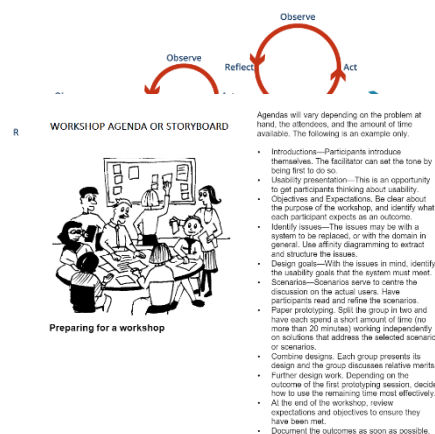 Observe
Observe
Reflect
Act
R
WORKSHOP AGENDA OR STORYBOARD
Preparing for a workshop
Agendas will vary depending on the problem at
hand, the attendees, and the amount of time
available. The following is an example only.
• Introductions—Participants introduce
themselves. The facilitator can set the tone by
being first to do so.
• Usability presentation—This is an opportunity
to get participants thinking about usability.
• Objectives and Expectations. Be clear about
the purpose of the workshop, and identify what
each participant expects as an outcome.
• Identify issues—The issues may be with a
system to be replaced, or with the domain in
general. Use affinity diagramming to extract
and structure the issues.
• Design goals—With the issues in mind, identify
the usability goals that the system must meet.
• Scenarios—Scenarios serve to centre the
discussion on the actual users. Have
participants read and refine the scenarios.
• Paper prototyping. Split the group in two and
have each spend a short amount of time (no
more than 20 minutes) working independently
on solutions that address the selected scenario
or scenarios.
• Combine designs. Each group presents its
design and the group discusses relative merits.
• Further design work. Depending on the
outcome of the first prototyping session, decide
how to use the remaining time most effectively.
• At the end of the workshop, review
expectations and objectives to ensure they
have been met.
• Document the outcomes as soon as possible.